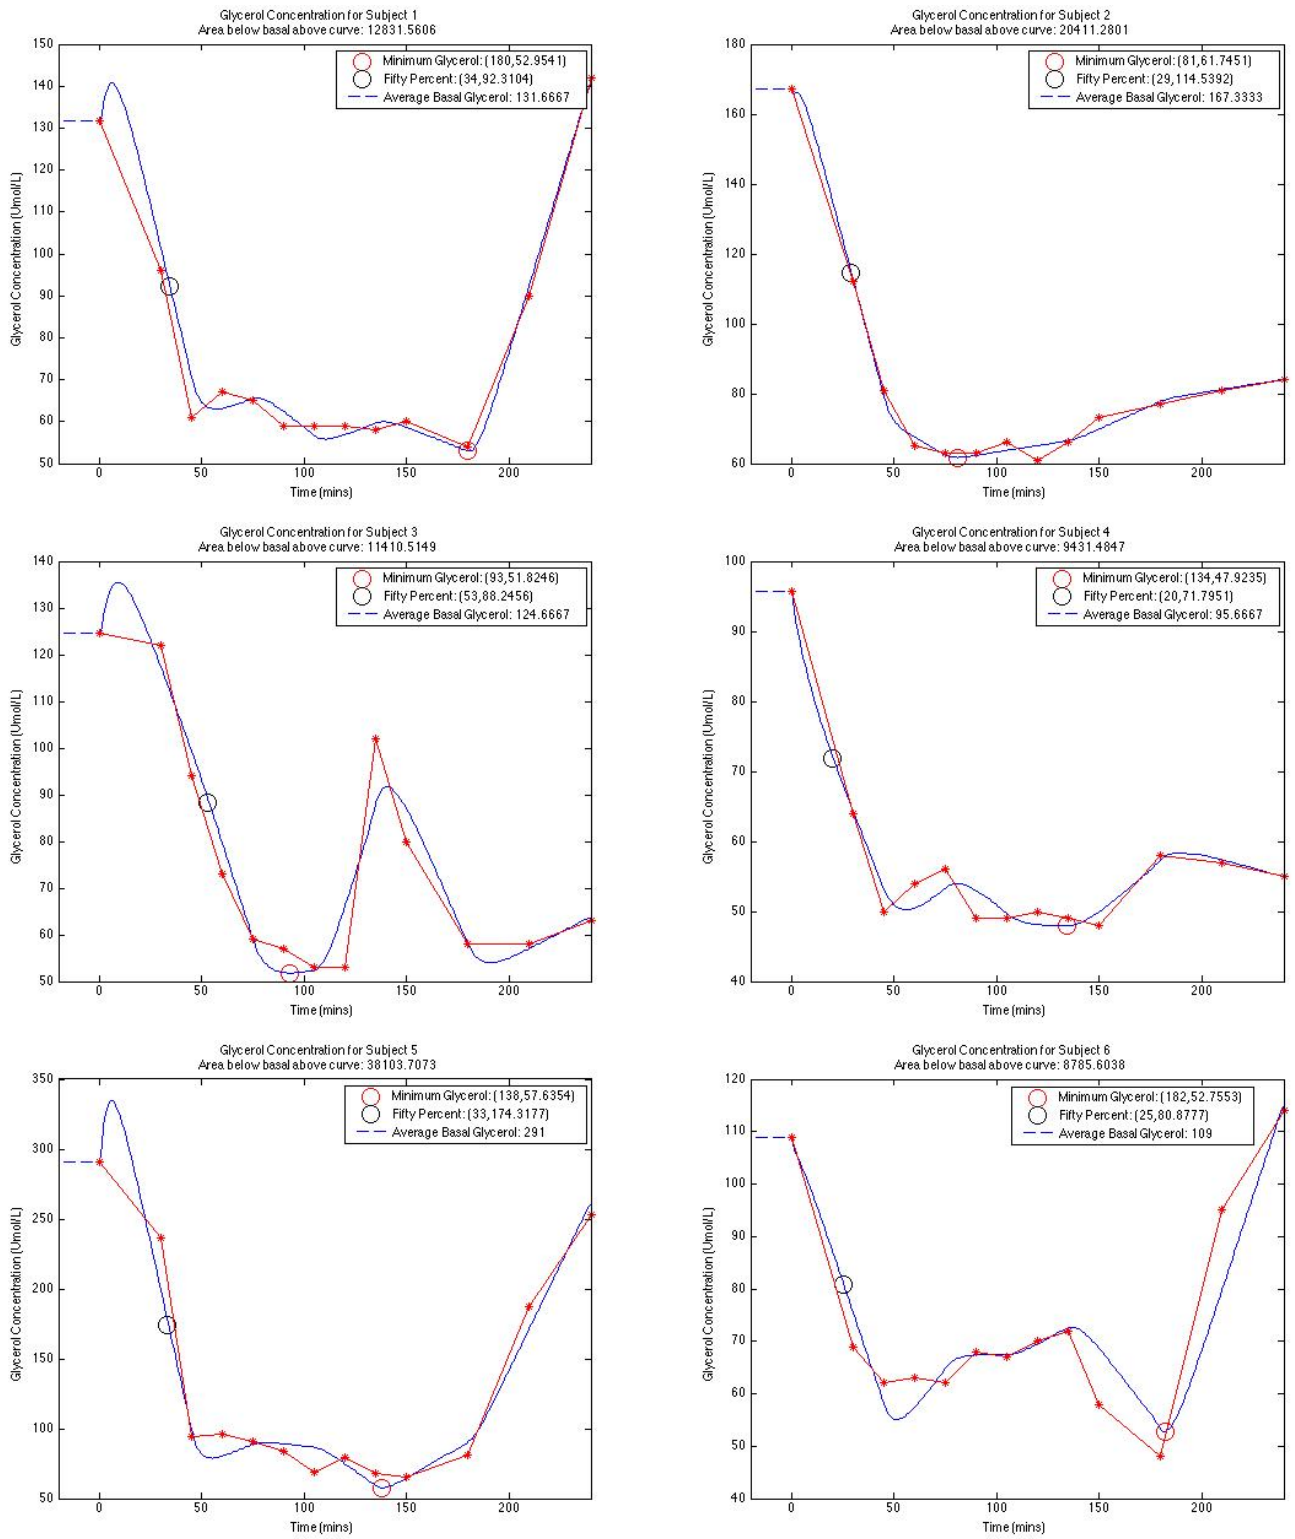 Glycerol Concentration for Subject 1
Area below basal above curve: 12831.5606
150
140
130
120
110
100
90
80
70
60
50
Glycerol Concentration (Umol/L)
Minimum Glycerol: (180,52.9541)
Fifty Percent: (34,92.3104)
Average Basal Glycerol: 131.6667
0 50 100 150 200
Time (mins)
Glycerol Concentration for Subject 2
Area below basal above curve: 20411.2801
180
160
140
120
100
80
60
Glycerol Concentration (Umol/L)
Minimum Glycerol: (81,61.7451)
Fifty Percent: (29,114.5392)
Average Basal Glycerol: 167.3333
0 50 100 150 200
Time (mins)
Glycerol Concentration for Subject 3
Area below basal above curve: 11410.5149
140
130
120
110
100
90
80
70
60
50
Glycerol Concentration (Umol/L)
Minimum Glycerol: (93,51.8246)
Fifty Percent: (53,88.2456)
Average Basal Glycerol: 124.6667
0 50 100 150 200
Time (mins)
Glycerol Concentration for Subject 4
Area below basal above curve: 9431.4847
100
90
80
70
60
50
40
Glycerol Concentration (Umol/L)
Minimum Glycerol: (134,47.9235)
Fifty Percent: (20,71.7951)
Average Basal Glycerol: 95.6667
0 50 100 150 200
Time (mins)
Glycerol Concentration for Subject 5
Area below basal above curve: 38103.7073
350
300
250
200
150
100
50
Glycerol Concentration (Umol/L)
Minimum Glycerol: (138,57.6354)
Fifty Percent: (33,174.3177)
Average Basal Glycerol: 291
0 50 100 150 200
Time (mins)
Glycerol Concentration for Subject 6
Area below basal above curve: 8785.6038
120
110
100
90
80
70
60
50
40
Glycerol Concentration (Umol/L)
Minimum Glycerol: (182,52.7553)
Fifty Percent: (25,80.8777)
Average Basal Glycerol: 109
0 50 100 150 200
Time (mins)